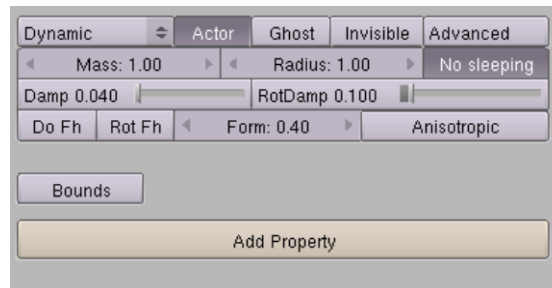 Dynamic Actor Ghost Invisible Advanced
Mass: 1.00 Radius: 1.00 No sleeping
Damp 0.040 RotDamp 0.100
Do Fh Rot Fh Form: 0.40 Anisotropic
Bounds
Add Property